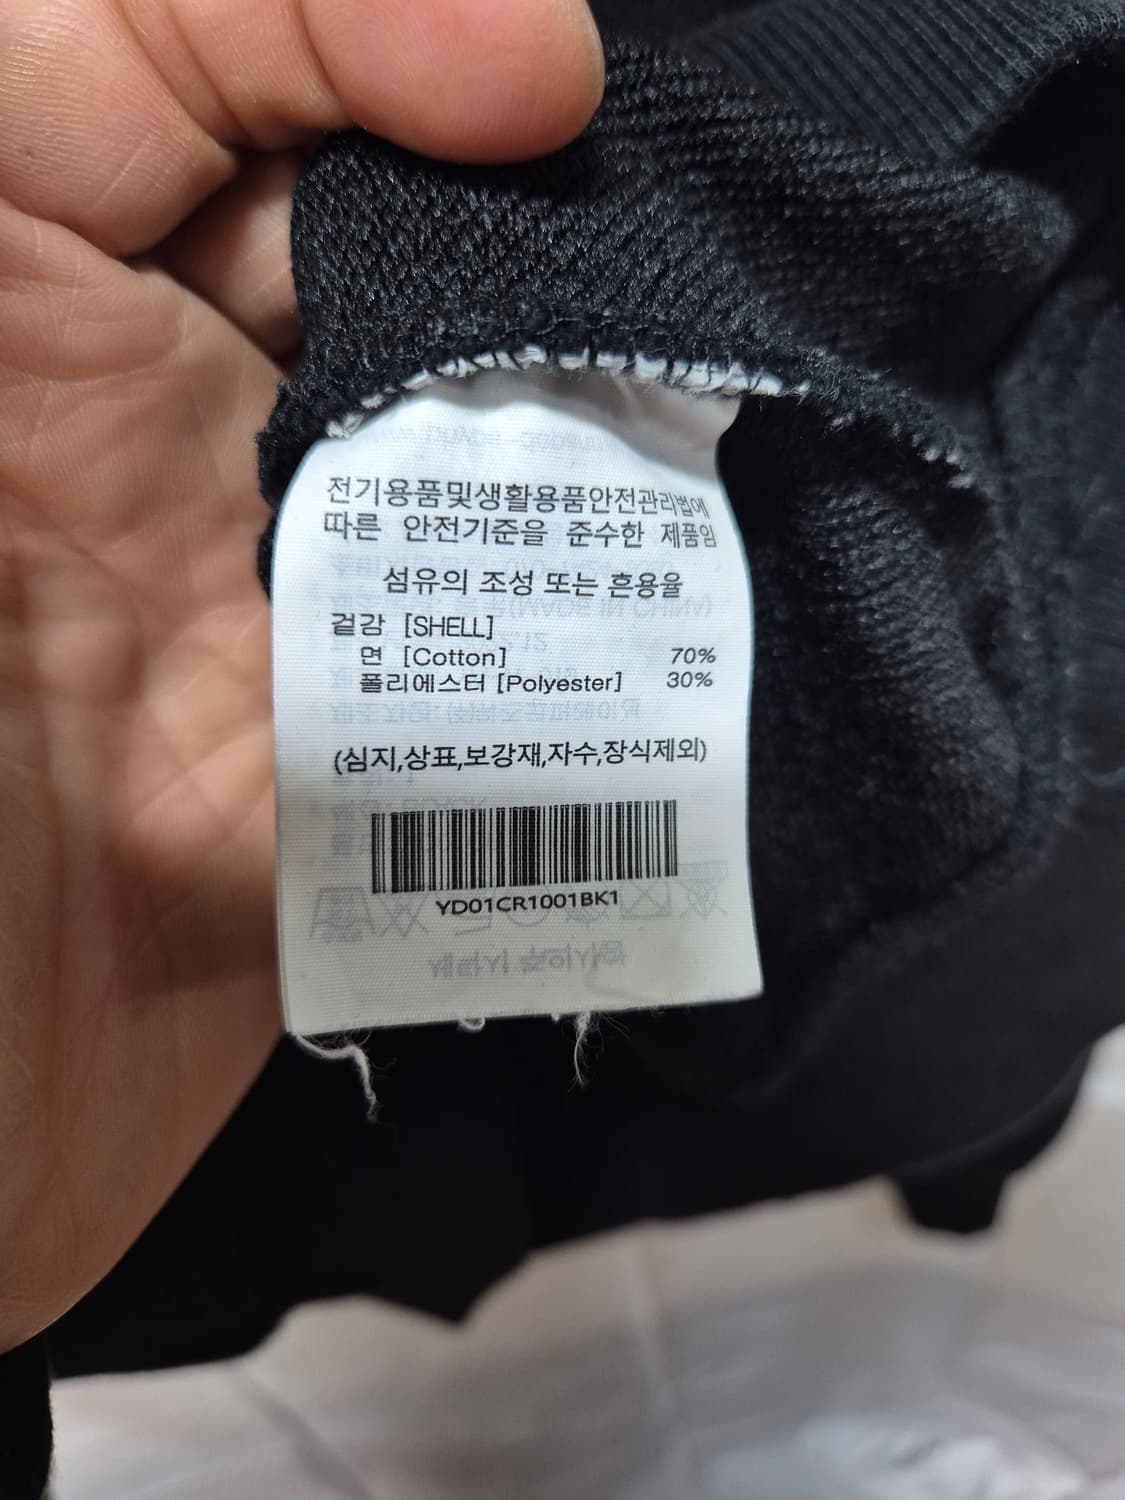 전기용품및생활용품안전관리법에
따른 안전기준을 준수한 제품임
섬유의 조성 또는 흔용율
겉감 [SHELL]
면 [Cotton] 70%
폴리에스터 [Polyester] 30%
(심지,상표,보강재,자수,장식제외)
YD01CR1001BK1